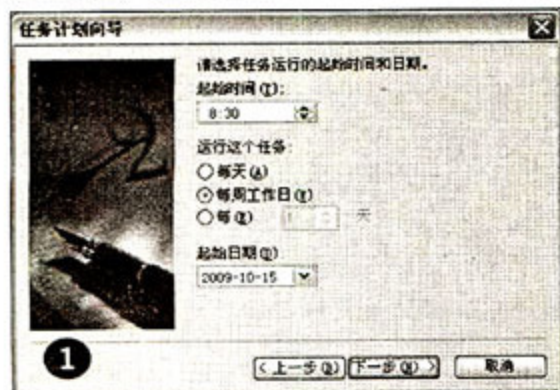 任务计划向导
请选择任务运行的起始时间和日期。
起始时间(T):
8:30
运行这个任务:
每天(A)
每周工作日(Y)
每(E) 1 天
起始日期(D)
2009-10-15
1
<上一步(B) 下一步(N)> 取消